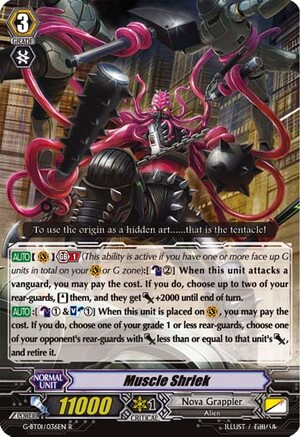 3
GRADE
To use the origin as a hidden art......that is the tentacle!
AUTO [ 1 GB 1 (This ability is active if you have one or more face up G
units in total on your or G zone):[ 2 ] When this unit attacks a
vanguard, you may pay the cost. If you do, choose up to two of your
rear-guards, [ ] them, and they get +2000 until end of turn.
AUTO:[ 1 & 1 ] When this unit is placed on , you may pay
the cost. If you do, choose one of your grade 1 or less rear-guards, choose one
of your opponent's rear-guards with less than or equal to that unit's ,
and retire it.
NORMAL
UNIT
Muscle Shriek
POWER
11000
1
CRITICAL
Nova Grappler
Alien
G-BT01/036EN R
ILLUST /